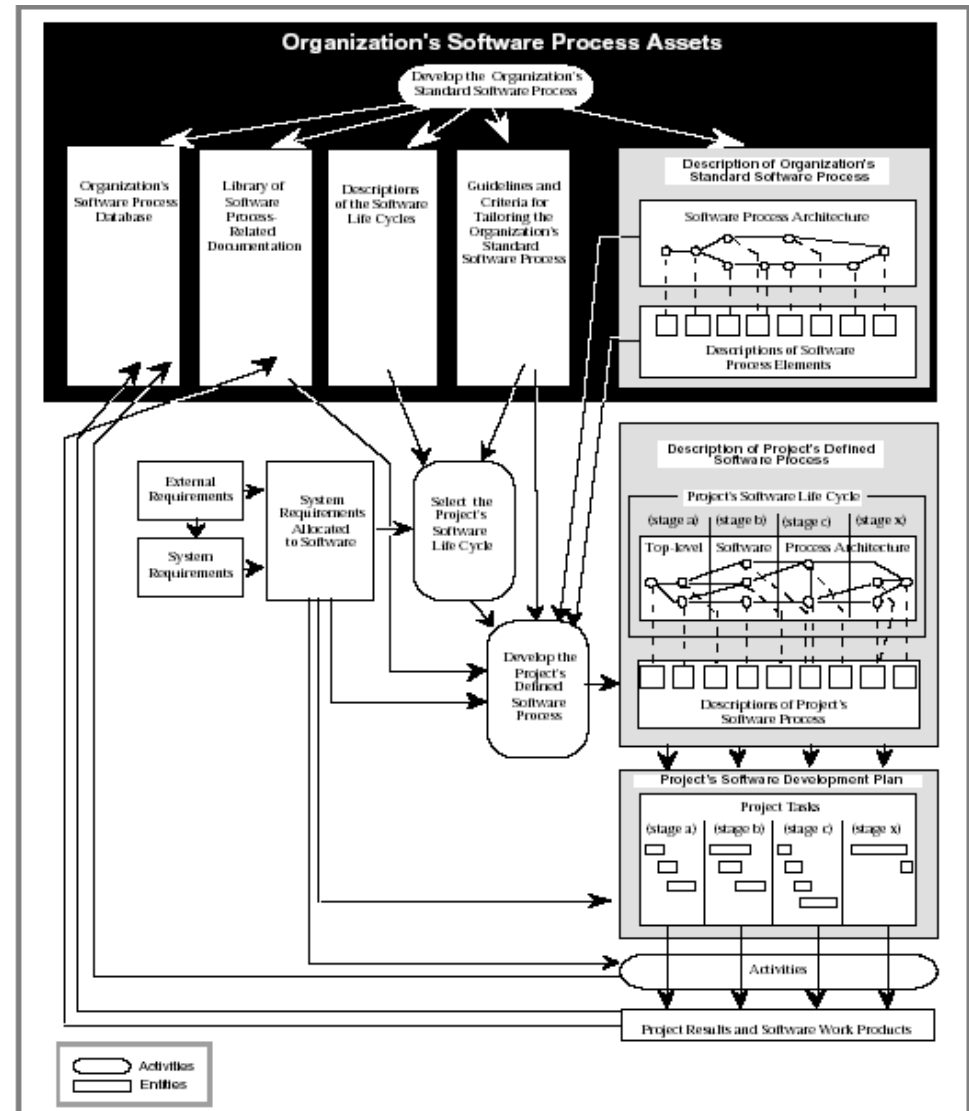 Organization's Software Process Assets
Develop the Organization's
Standard Software Process
Organization's
Software Process
Database
Library of
Software
Process-
Related
Documentation
Descriptions
of the Software
Life Cycles
Guidelines and
Criteria for
Tailoring the
Organization's
Standard
Software Process
Description of Organization's
Standard Software Process
Software Process Architecture
Descriptions of Software
Process Elements
External
Requirements
System
Requirements
System
Requirements
Allocated
to Software
Select the
Project's
Software
Life Cycle
Develop the
Project's
Defined
Software
Process
Description of Project's Defined
Software Process
Project's Software Life Cycle
(stage a) (stage b) (stage c) (stage x)
Top-level Software Process Architecture
Descriptions of Project's
Software Process
Project's Software Development Plan
Project Tasks
(stage a) (stage b) (stage c) (stage x)
Activities
Project Results and Software Work Products
Activities
Entities